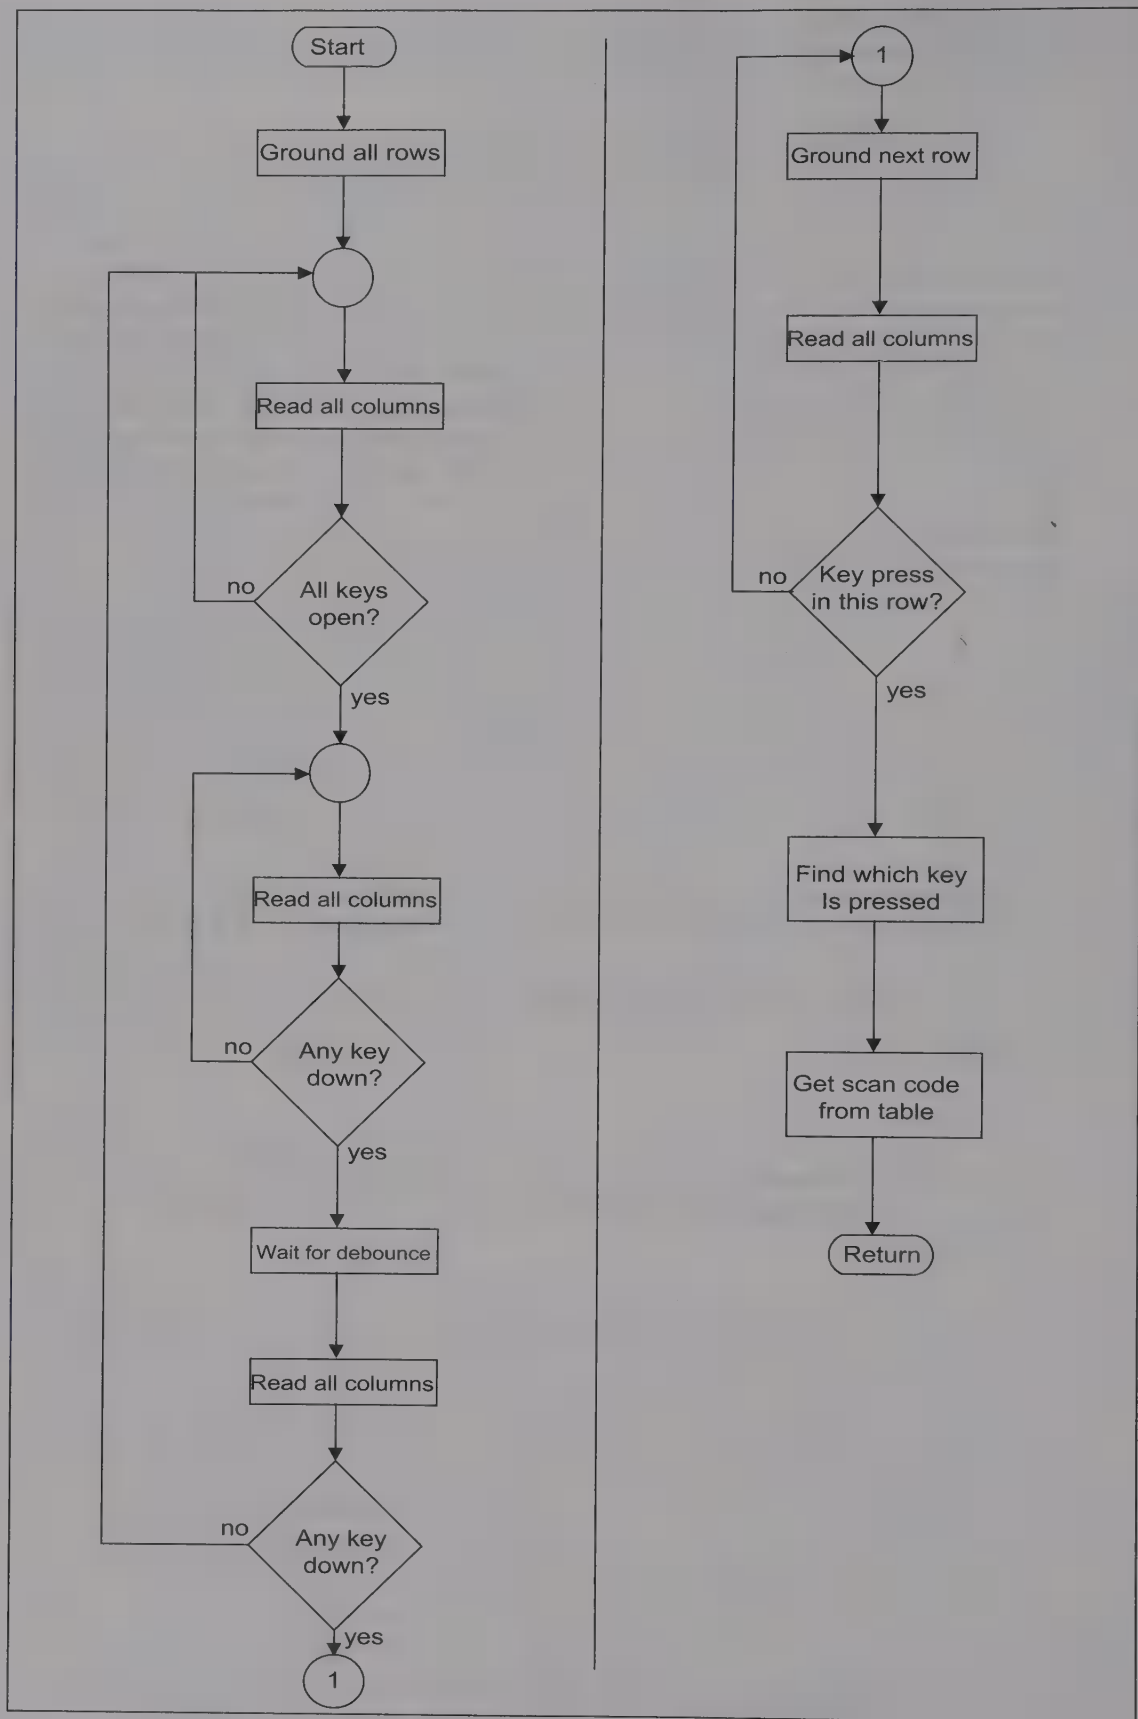 Start
Ground all rows
Read all columns
no
All keys
open?
yes
Read all columns
no
Any key
down?
yes
Wait for debounce
Read all columns
no
Any key
down?
yes
1
1
Ground next row
Read all columns
no
Key press
in this row?
yes
Find which key
Is pressed
Get scan code
from table
Return